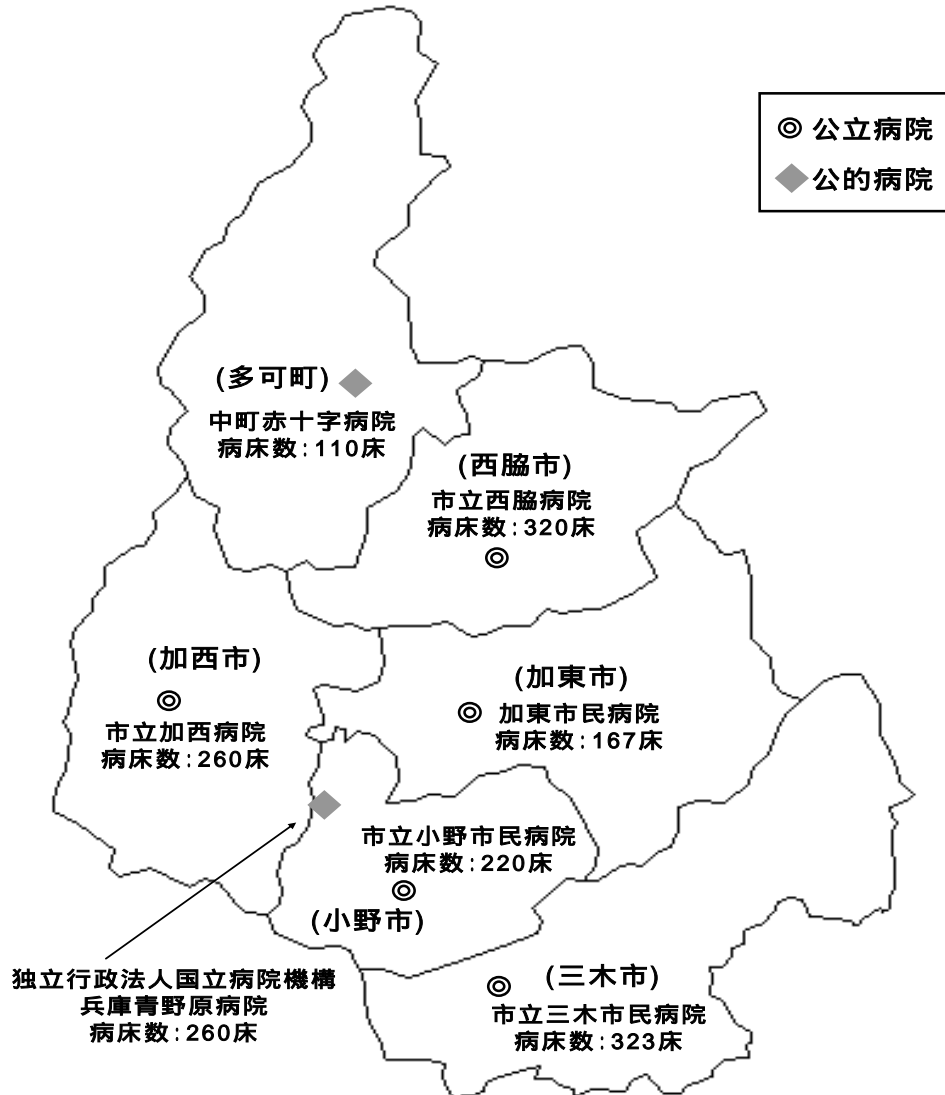 ◎ 公立病院
◆ 公的病院
(多可町)
中町赤十字病院
病床数:110床
(西脇市)
市立西脇病院
病床数:320床
(加西市)
市立加西病院
病床数:260床
(加東市)
加東市民病院
病床数:167床
市立小野市民病院
病床数:220床
(小野市)
独立行政法人国立病院機構
兵庫青野原病院
病床数:260床
(三木市)
市立三木市民病院
病床数:323床